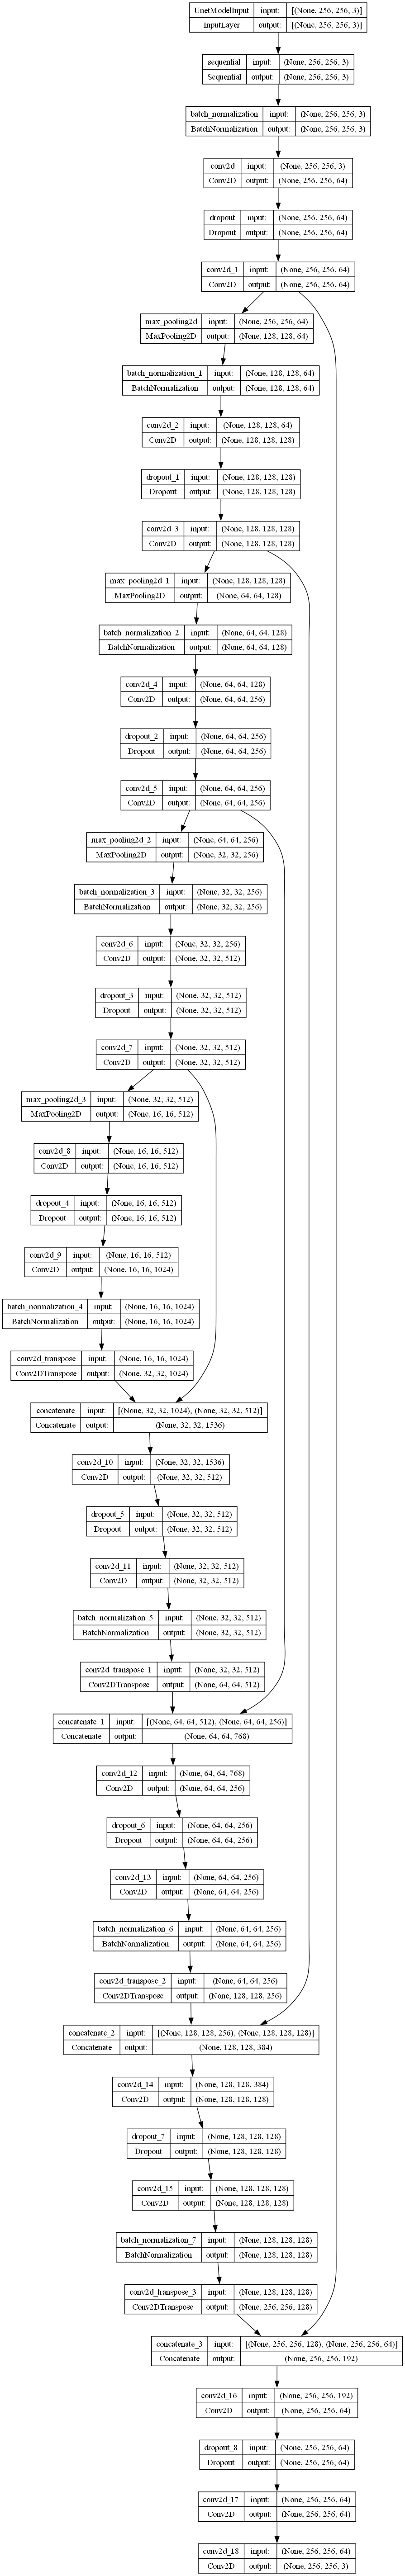 UnetModelInput input: [(None, 256, 256, 3)]
InputLayer output: [(None, 256, 256, 3)]
sequential input: (None, 256, 256, 3)
Sequential output: (None, 256, 256, 3)
batch_normalization input: (None, 256, 256, 3)
BatchNormalization output: (None, 256, 256, 3)
conv2d input: (None, 256, 256, 3)
Conv2D output: (None, 256, 256, 64)
dropout input: (None, 256, 256, 64)
Dropout output: (None, 256, 256, 64)
conv2d_1 input: (None, 256, 256, 64)
Conv2D output: (None, 256, 256, 64)
max_pooling2d input: (None, 256, 256, 64)
MaxPooling2D output: (None, 128, 128, 64)
batch_normalization_1 input: (None, 128, 128, 64)
BatchNormalization output: (None, 128, 128, 64)
conv2d_2 input: (None, 128, 128, 64)
Conv2D output: (None, 128, 128, 128)
dropout_1 input: (None, 128, 128, 128)
Dropout output: (None, 128, 128, 128)
conv2d_3 input: (None, 128, 128, 128)
Conv2D output: (None, 128, 128, 128)
max_pooling2d_1 input: (None, 128, 128, 128)
MaxPooling2D output: (None, 64, 64, 128)
batch_normalization_2 input: (None, 64, 64, 128)
BatchNormalization output: (None, 64, 64, 128)
conv2d_4 input: (None, 64, 64, 128)
Conv2D output: (None, 64, 64, 256)
dropout_2 input: (None, 64, 64, 256)
Dropout output: (None, 64, 64, 256)
conv2d_5 input: (None, 64, 64, 256)
Conv2D output: (None, 64, 64, 256)
max_pooling2d_2 input: (None, 64, 64, 256)
MaxPooling2D output: (None, 32, 32, 256)
batch_normalization_3 input: (None, 32, 32, 256)
BatchNormalization output: (None, 32, 32, 256)
conv2d_6 input: (None, 32, 32, 256)
Conv2D output: (None, 32, 32, 512)
dropout_3 input: (None, 32, 32, 512)
Dropout output: (None, 32, 32, 512)
conv2d_7 input: (None, 32, 32, 512)
Conv2D output: (None, 32, 32, 512)
max_pooling2d_3 input: (None, 32, 32, 512)
MaxPooling2D output: (None, 16, 16, 512)
conv2d_8 input: (None, 16, 16, 512)
Conv2D output: (None, 16, 16, 512)
dropout_4 input: (None, 16, 16, 512)
Dropout output: (None, 16, 16, 512)
conv2d_9 input: (None, 16, 16, 512)
Conv2D output: (None, 16, 16, 1024)
batch_normalization_4 input: (None, 16, 16, 1024)
BatchNormalization output: (None, 16, 16, 1024)
conv2d_transpose input: (None, 16, 16, 1024)
Conv2DTranspose output: (None, 32, 32, 1024)
concatenate input: [(None, 32, 32, 1024), (None, 32, 32, 512)]
Concatenate output: (None, 32, 32, 1536)
conv2d_10 input: (None, 32, 32, 1536)
Conv2D output: (None, 32, 32, 512)
dropout_5 input: (None, 32, 32, 512)
Dropout output: (None, 32, 32, 512)
conv2d_11 input: (None, 32, 32, 512)
Conv2D output: (None, 32, 32, 512)
batch_normalization_5 input: (None, 32, 32, 512)
BatchNormalization output: (None, 32, 32, 512)
conv2d_transpose_1 input: (None, 32, 32, 512)
Conv2DTranspose output: (None, 64, 64, 512)
concatenate_1 input: [(None, 64, 64, 512), (None, 64, 64, 256)]
Concatenate output: (None, 64, 64, 768)
conv2d_12 input: (None, 64, 64, 768)
Conv2D output: (None, 64, 64, 256)
dropout_6 input: (None, 64, 64, 256)
Dropout output: (None, 64, 64, 256)
conv2d_13 input: (None, 64, 64, 256)
Conv2D output: (None, 64, 64, 256)
batch_normalization_6 input: (None, 64, 64, 256)
BatchNormalization output: (None, 64, 64, 256)
conv2d_transpose_2 input: (None, 64, 64, 256)
Conv2DTranspose output: (None, 128, 128, 256)
concatenate_2 input: [(None, 128, 128, 256), (None, 128, 128, 128)]
Concatenate output: (None, 128, 128, 384)
conv2d_14 input: (None, 128, 128, 384)
Conv2D output: (None, 128, 128, 128)
dropout_7 input: (None, 128, 128, 128)
Dropout output: (None, 128, 128, 128)
conv2d_15 input: (None, 128, 128, 128)
Conv2D output: (None, 128, 128, 128)
batch_normalization_7 input: (None, 128, 128, 128)
BatchNormalization output: (None, 128, 128, 128)
conv2d_transpose_3 input: (None, 128, 128, 128)
Conv2DTranspose output: (None, 256, 256, 128)
concatenate_3 input: [(None, 256, 256, 128), (None, 256, 256, 64)]
Concatenate output: (None, 256, 256, 192)
conv2d_16 input: (None, 256, 256, 192)
Conv2D output: (None, 256, 256, 64)
dropout_8 input: (None, 256, 256, 64)
Dropout output: (None, 256, 256, 64)
conv2d_17 input: (None, 256, 256, 64)
Conv2D output: (None, 256, 256, 64)
conv2d_18 input: (None, 256, 256, 64)
Conv2D output: (None, 256, 256, 3)